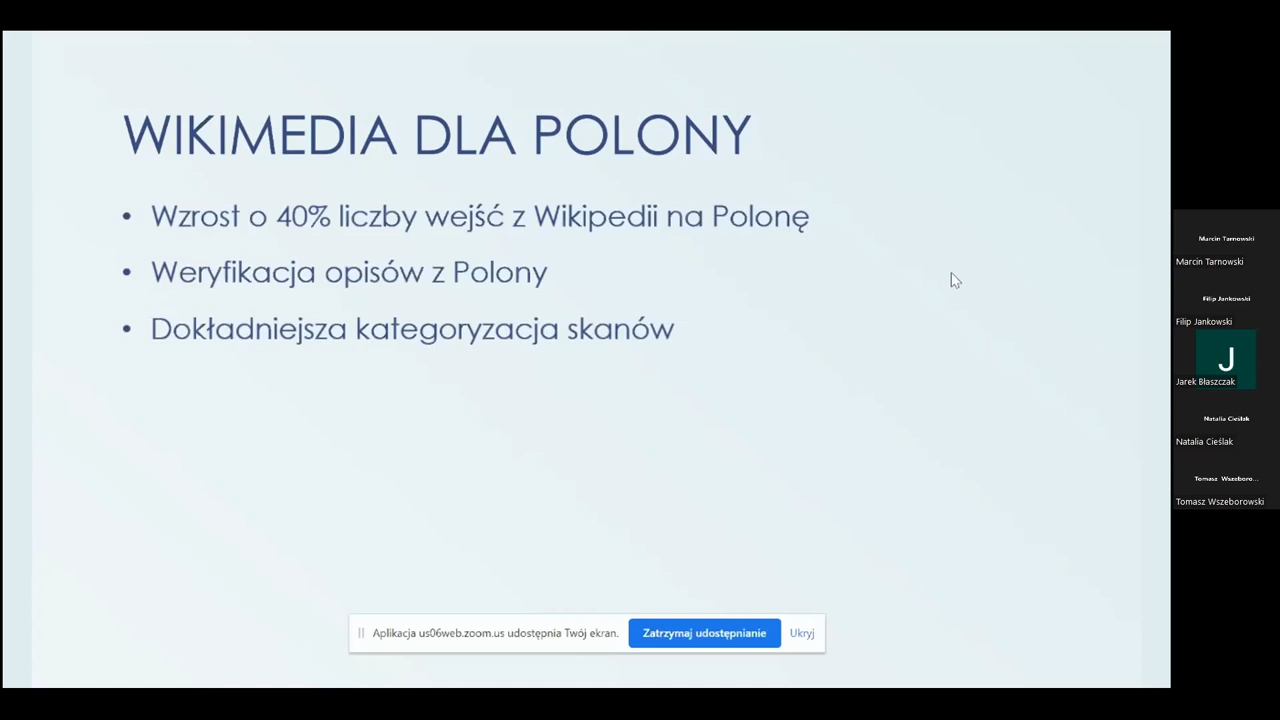 WIKIMEDIA DLA POLONY
• Wzrost o 40% liczby wejść z Wikipedii na Polonę
• Weryfikacja opisów z Polony
• Dokładniejsza kategoryzacja skanów
Aplikacja us06web.zoom.us udostępnia Twój ekran.
Zatrzymaj udostępnianie
Ukryj
Marcin Tarnowski
Marcin Tarnowski
Filip Jankowski
Filip Jankowski
J
Jarek Błaszczak
Natalia Cieślak
Natalia Cieślak
Tomasz Wszeboro...
Tomasz Wszeborowski